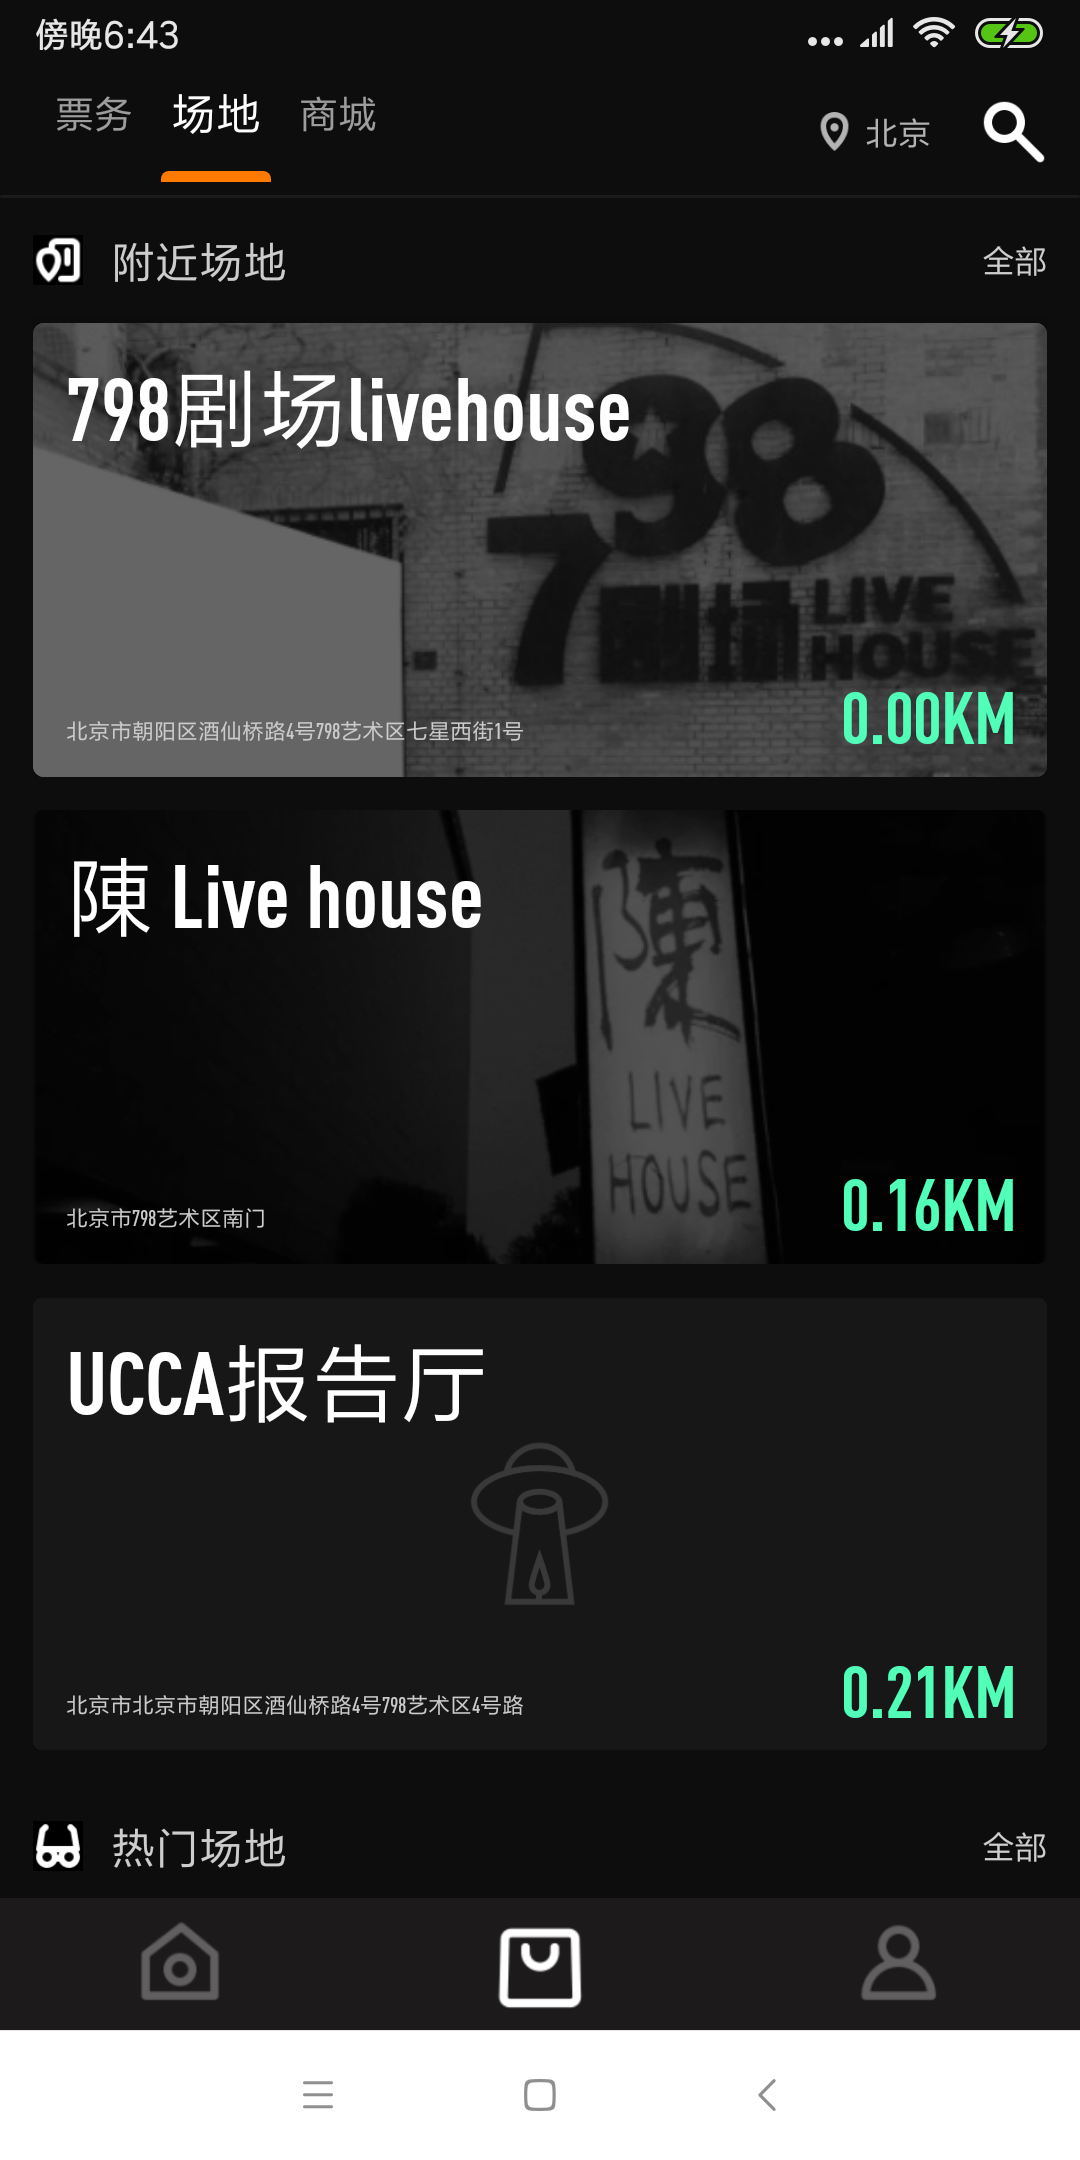 傍晚6:43
票务 场地 商城 北京
附近场地 全部
798剧场livehouse
798
剧场 LIVE HOUSE
北京市朝阳区酒仙桥路4号798艺术区七星西街1号 0.00KM
陳 Live house
陳
LIVE
HOUSE
北京市798艺术区南门 0.16KM
UCCA报告厅
北京市北京市朝阳区酒仙桥路4号798艺术区4号路 0.21KM
热门场地 全部